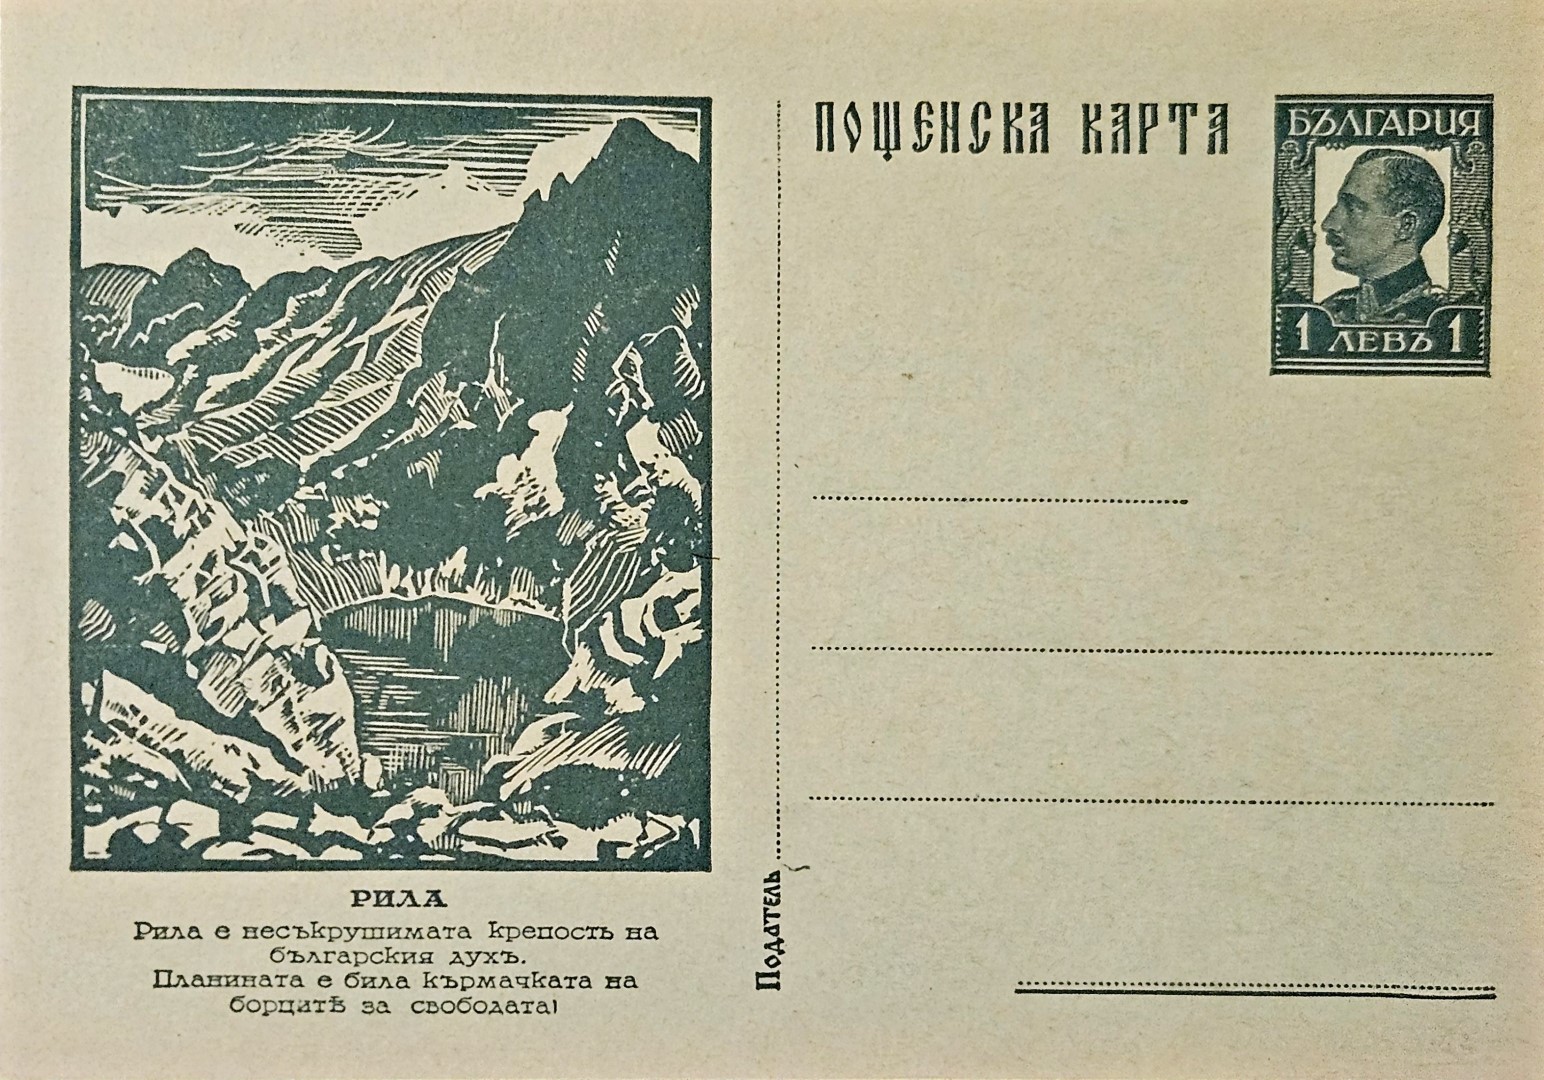 ПОЩЕНСКА КАРТА
БЪЛГАРИЯ
1 ЛЕВЪ 1
РИЛА
Рила е несъкрушимата крепость на
българския духъ.
Планината е била кърмачката на
борцитѣ за свободата!
Податель